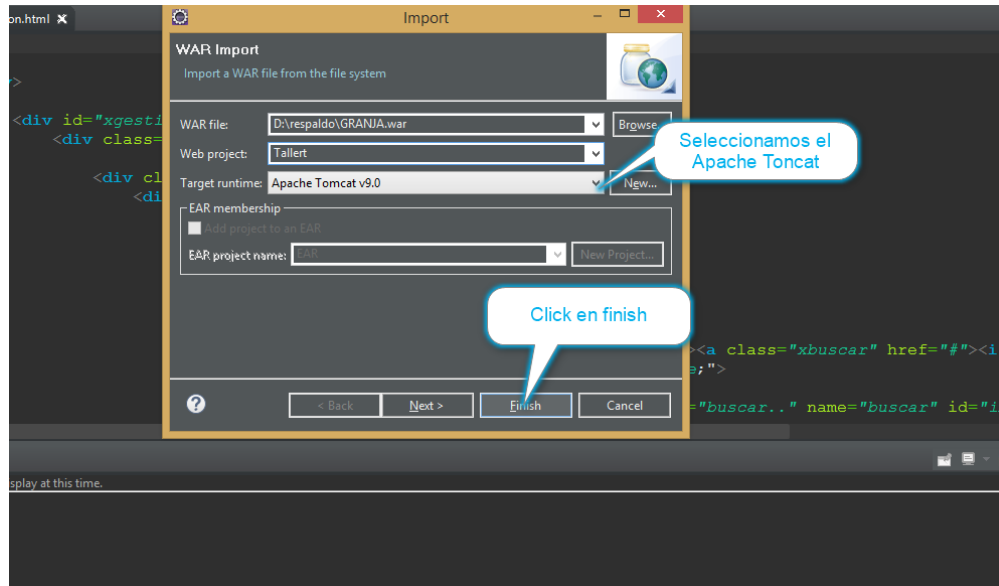 on.html ✖
Import
WAR Import
Import a WAR file from the file system
>
<div id="xgesti
<div class=
<div cl
<di
WAR file:
D:\respaldo\GRANJA.war
Browse
Web project:
Tallert
Target runtime:
Apache Tomcat v9.0
New...
EAR membership
Add project to an EAR
EAR project name:
EAR
New Project...
Seleccionamos el
Apache Toncat
Click en finish
><a class="xbuscar" href="#"><i
e;">
="buscar.." name="buscar" id="i
< Back
Next >
Finish
Cancel
splay at this time.